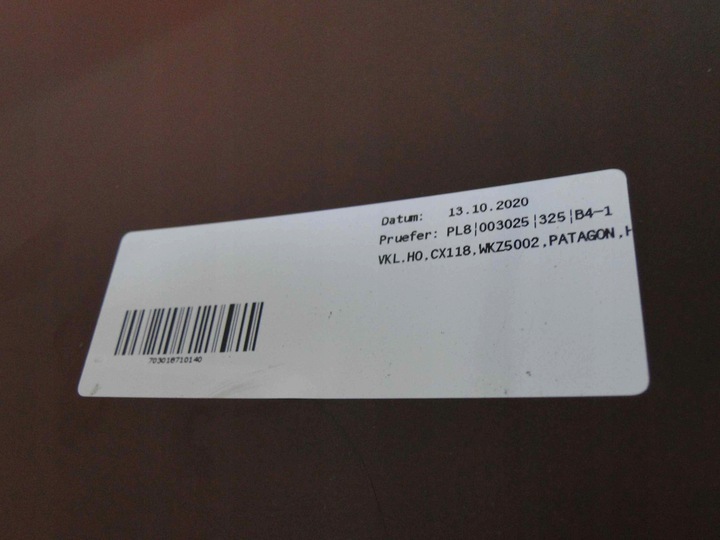 Datum: 13.10.2020
Pruefer: PL8|003025|325|B4-1
VKL.HO,CX118,WKZ5002,PATAGON,H
703018710140